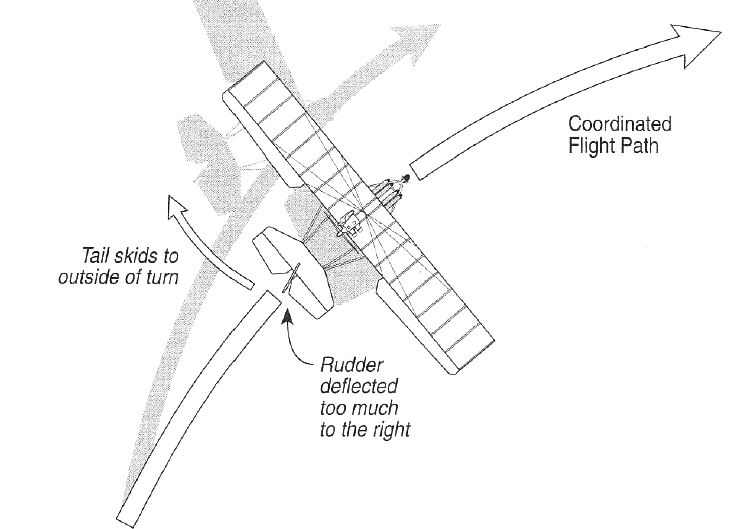 Coordinated
Flight Path
Tail skids to
outside of turn
Rudder
deflected
too much
to the right